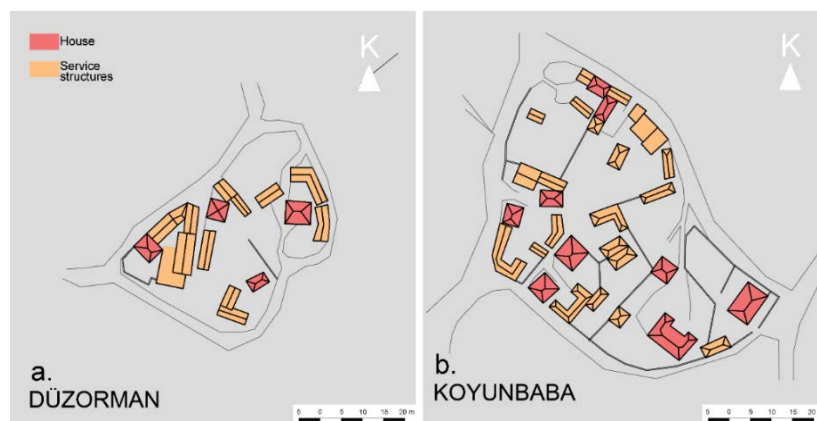 House
Service
structures
K
a.
DÜZORMAN
5 0 5 10 15 20 m
K
b.
KOYUNBABA
5 0 5 10 15 20